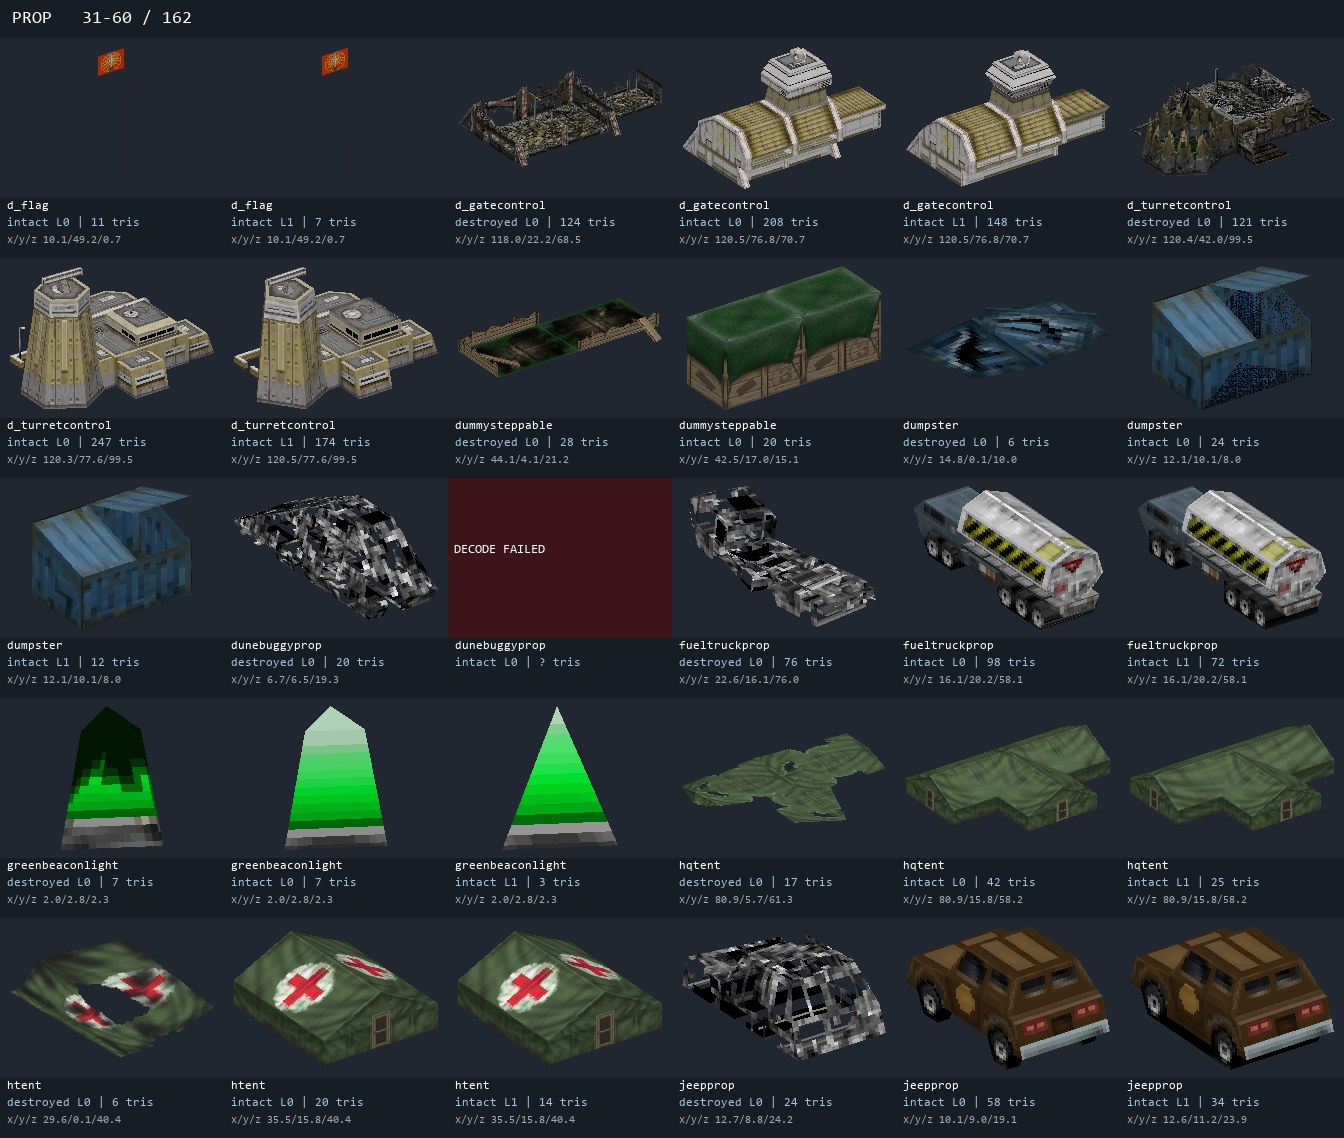 PROP 31-60 / 162
d_flag
intact L0 | 11 tris
x/y/z 10.1/49.2/0.7
d_flag
intact L1 | 7 tris
x/y/z 10.1/49.2/0.7
d_gatecontrol
destroyed L0 | 124 tris
x/y/z 118.0/22.2/68.5
d_gatecontrol
intact L0 | 208 tris
x/y/z 120.5/76.8/70.7
d_gatecontrol
intact L1 | 148 tris
x/y/z 120.5/76.8/70.7
d_turretcontrol
destroyed L0 | 121 tris
x/y/z 120.4/42.0/99.5
d_turretcontrol
intact L0 | 247 tris
x/y/z 120.3/77.6/99.5
d_turretcontrol
intact L1 | 174 tris
x/y/z 120.5/77.6/99.5
dummysteppable
destroyed L0 | 28 tris
x/y/z 44.1/4.1/21.2
dummysteppable
intact L0 | 20 tris
x/y/z 42.5/17.0/15.1
dumpster
destroyed L0 | 6 tris
x/y/z 14.8/0.1/10.0
dumpster
intact L0 | 24 tris
x/y/z 12.1/10.1/8.0
dumpster
intact L1 | 12 tris
x/y/z 12.1/10.1/8.0
dunebuggyprop
destroyed L0 | 20 tris
x/y/z 6.7/6.5/19.3
DECODE FAILED
dunebuggyprop
intact L0 | ? tris
fueltruckprop
destroyed L0 | 76 tris
x/y/z 22.6/16.1/76.0
fueltruckprop
intact L0 | 98 tris
x/y/z 16.1/20.2/58.1
fueltruckprop
intact L1 | 72 tris
x/y/z 16.1/20.2/58.1
greenbeaconlight
destroyed L0 | 7 tris
x/y/z 2.0/2.8/2.3
greenbeaconlight
intact L0 | 7 tris
x/y/z 2.0/2.8/2.3
greenbeaconlight
intact L1 | 3 tris
x/y/z 2.0/2.8/2.3
hqtent
destroyed L0 | 17 tris
x/y/z 80.9/5.7/61.3
hqtent
intact L0 | 42 tris
x/y/z 80.9/15.8/58.2
hqtent
intact L1 | 25 tris
x/y/z 80.9/15.8/58.2
htent
destroyed L0 | 6 tris
x/y/z 29.6/0.1/40.4
htent
intact L0 | 20 tris
x/y/z 35.5/15.8/40.4
htent
intact L1 | 14 tris
x/y/z 35.5/15.8/40.4
jeepprop
destroyed L0 | 24 tris
x/y/z 12.7/8.8/24.2
jeepprop
intact L0 | 58 tris
x/y/z 10.1/9.0/19.1
jeepprop
intact L1 | 34 tris
x/y/z 12.6/11.2/23.9